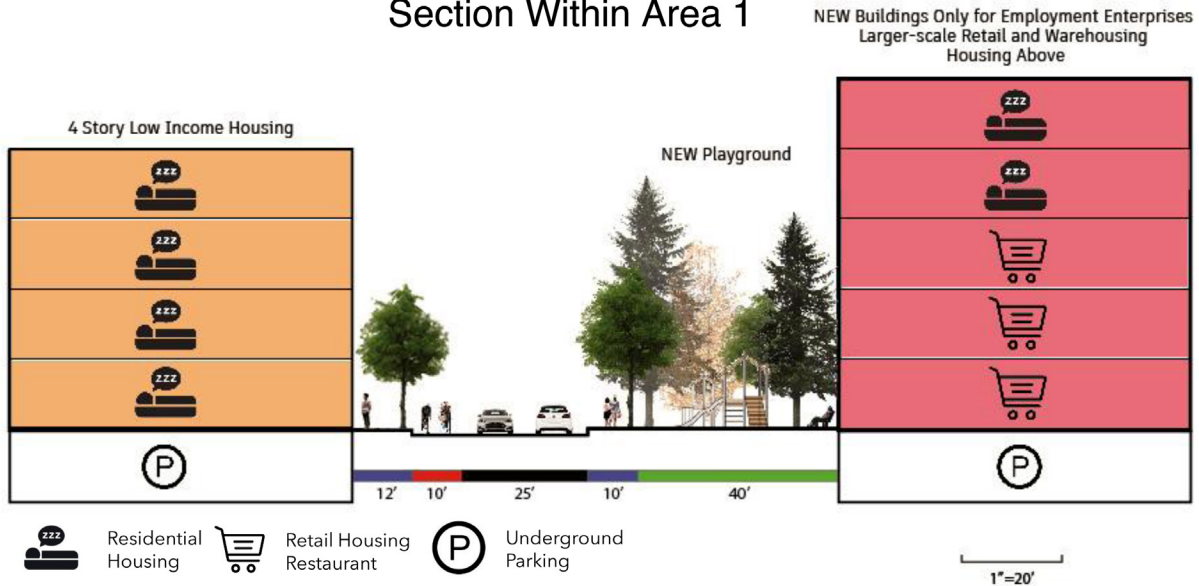 Section Within Area 1
NEW Buildings Only for Employment Enterprises
Larger-scale Retail and Warehousing
Housing Above
4 Story Low Income Housing
NEW Playground
zzz
zzz
zzz
zzz
zzz
zzz
P
P
12′
10′
25′
10′
40′
zzz
Residential
Housing
Retail Housing
Restaurant
P
Underground
Parking
1″=20′